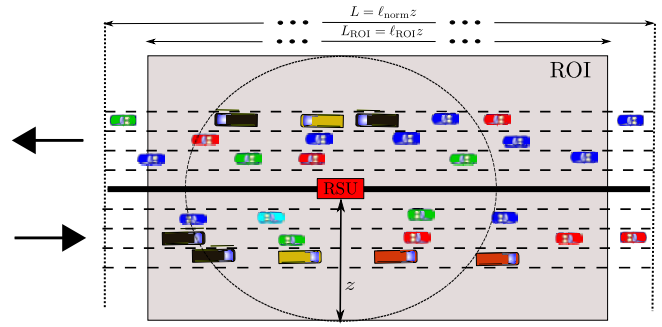 L = ℓ_norm z
L_ROI = ℓ_ROI z
ROI
RSU
z